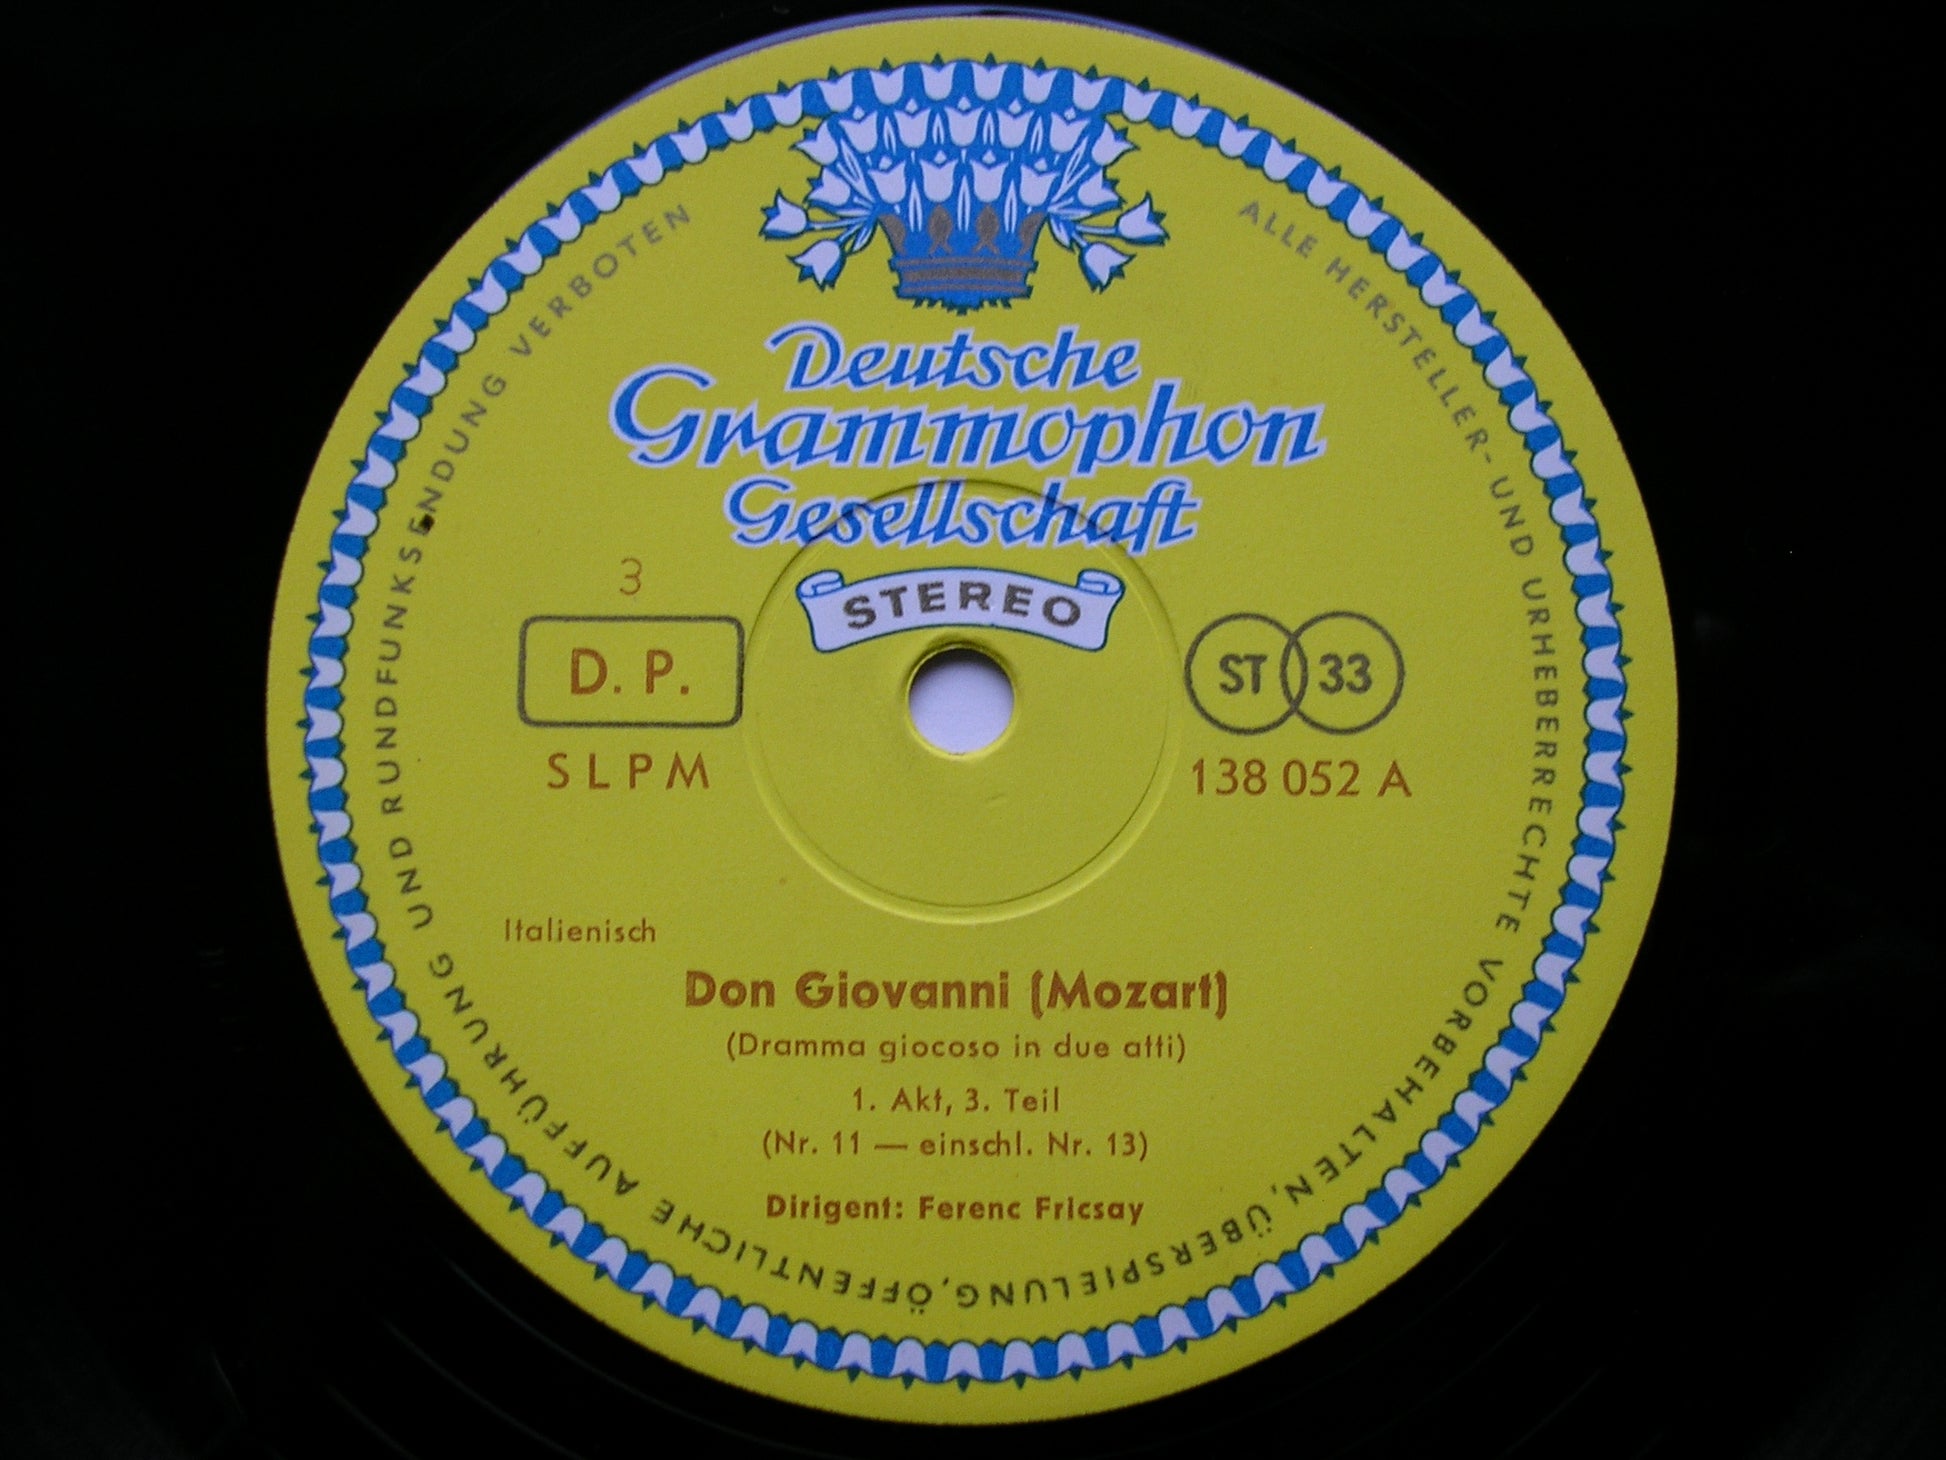 Deutsche
Grammophon
Gesellschaft
STEREO
3
D. P.
ST 33
SLPM
138 052 A
Italienisch
Don Giovanni (Mozart)
(Dramma giocoso in due atti)
1. Akt, 3. Teil
(Nr. 11 — einschl. Nr. 13)
Dirigent: Ferenc Fricsay
ALLE HERSTELLER- UND URHEBERRECHTE VORBEHALTEN, ÜBERSPIELUNG, ÖFFENTLICHE AUFFÜHRUNG UND RUNDFUNKSENDUNG VERBOTEN